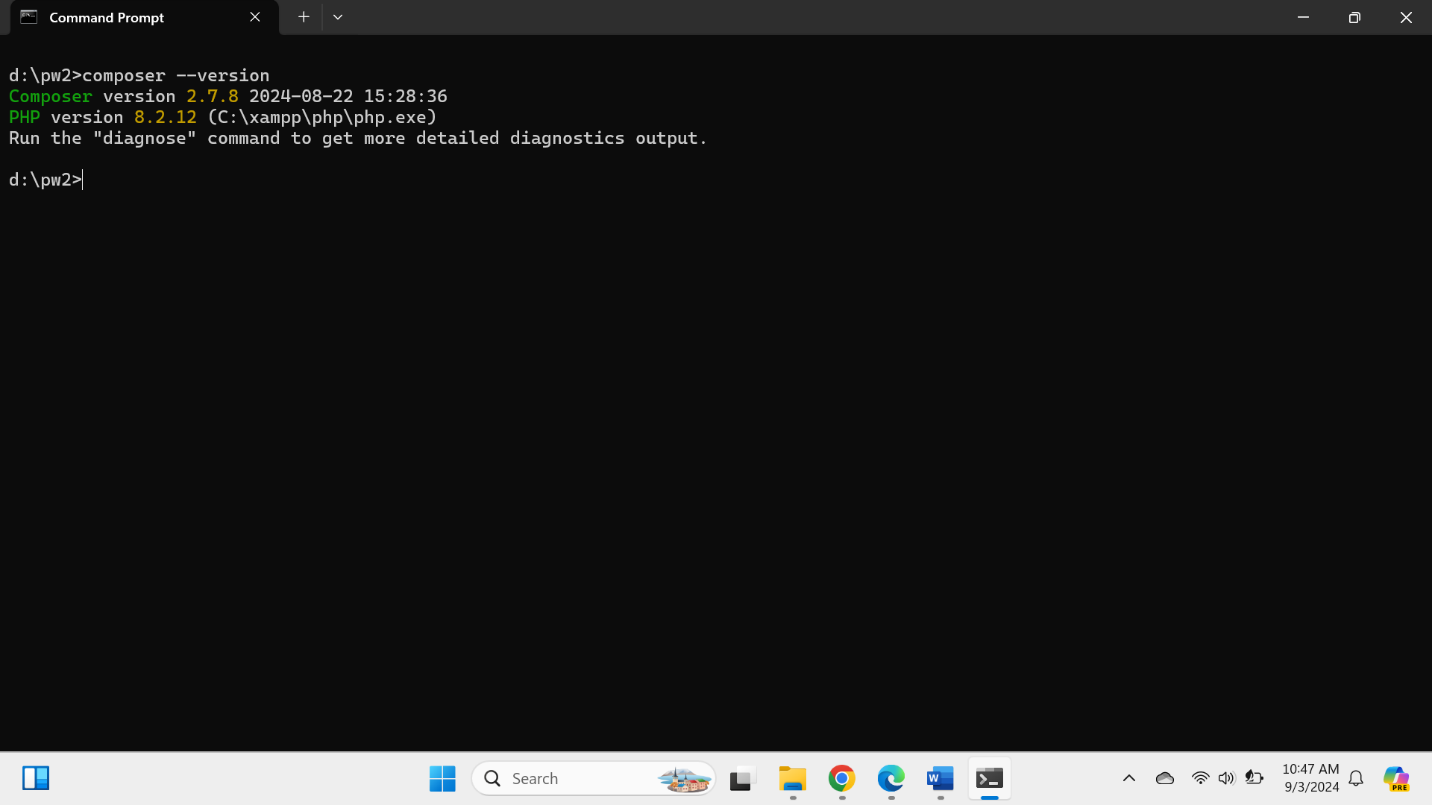 Command Prompt
d:\pw2>composer --version
Composer version 2.7.8 2024-08-22 15:28:36
PHP version 8.2.12 (C:\xampp\php\php.exe)
Run the "diagnose" command to get more detailed diagnostics output.
d:\pw2>
Search
W
10:47 AM
9/3/2024
PRE